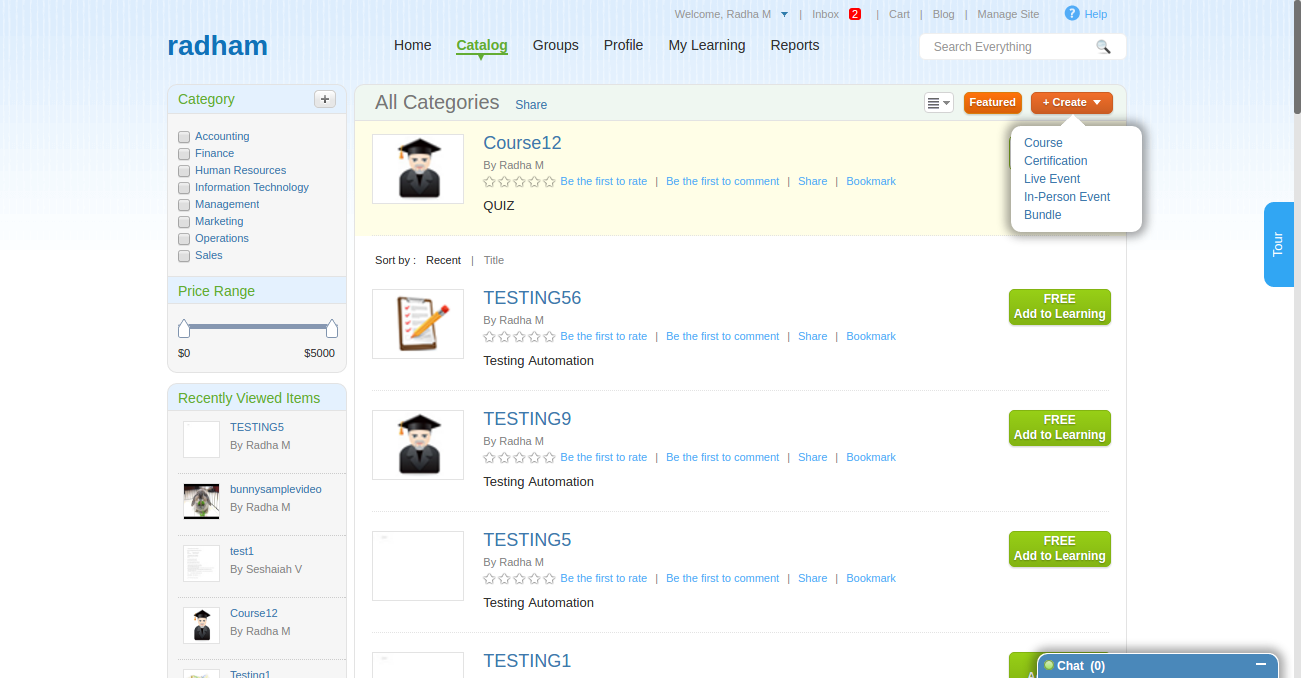 Welcome, Radha M | Inbox 2 | Cart | Blog | Manage Site ? Help
radham
Home Catalog Groups Profile My Learning Reports
Search Everything
Category +
Accounting
Finance
Human Resources
Information Technology
Management
Marketing
Operations
Sales
Price Range
$0 $5000
Recently Viewed Items
TESTING5
By Radha M
bunnysamplevideo
By Radha M
test1
By Seshaiah V
Course12
By Radha M
Testing1
All Categories Share
Featured + Create
Course
Certification
Live Event
In-Person Event
Bundle
Course12
By Radha M
Be the first to rate | Be the first to comment | Share | Bookmark
QUIZ
Sort by : Recent | Title
TESTING56
By Radha M
Be the first to rate | Be the first to comment | Share | Bookmark
Testing Automation
FREE
Add to Learning
TESTING9
By Radha M
Be the first to rate | Be the first to comment | Share | Bookmark
Testing Automation
FREE
Add to Learning
TESTING5
By Radha M
Be the first to rate | Be the first to comment | Share | Bookmark
Testing Automation
FREE
Add to Learning
TESTING1
Tour
Chat (0)